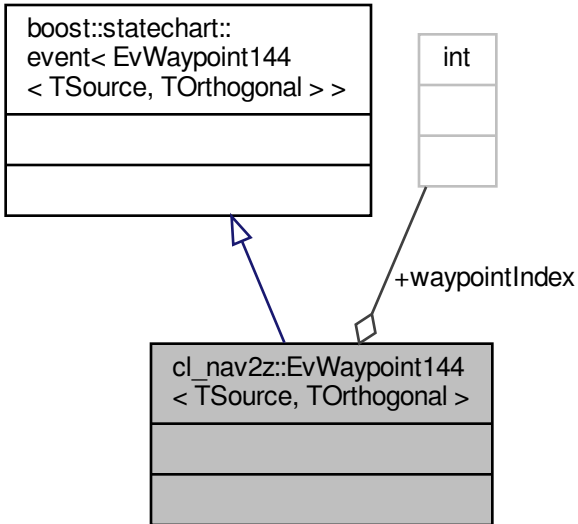 boost::statechart::
event< EvWaypoint144
< TSource, TOrthogonal > >
int
+waypointIndex
cl_nav2z::EvWaypoint144
< TSource, TOrthogonal >